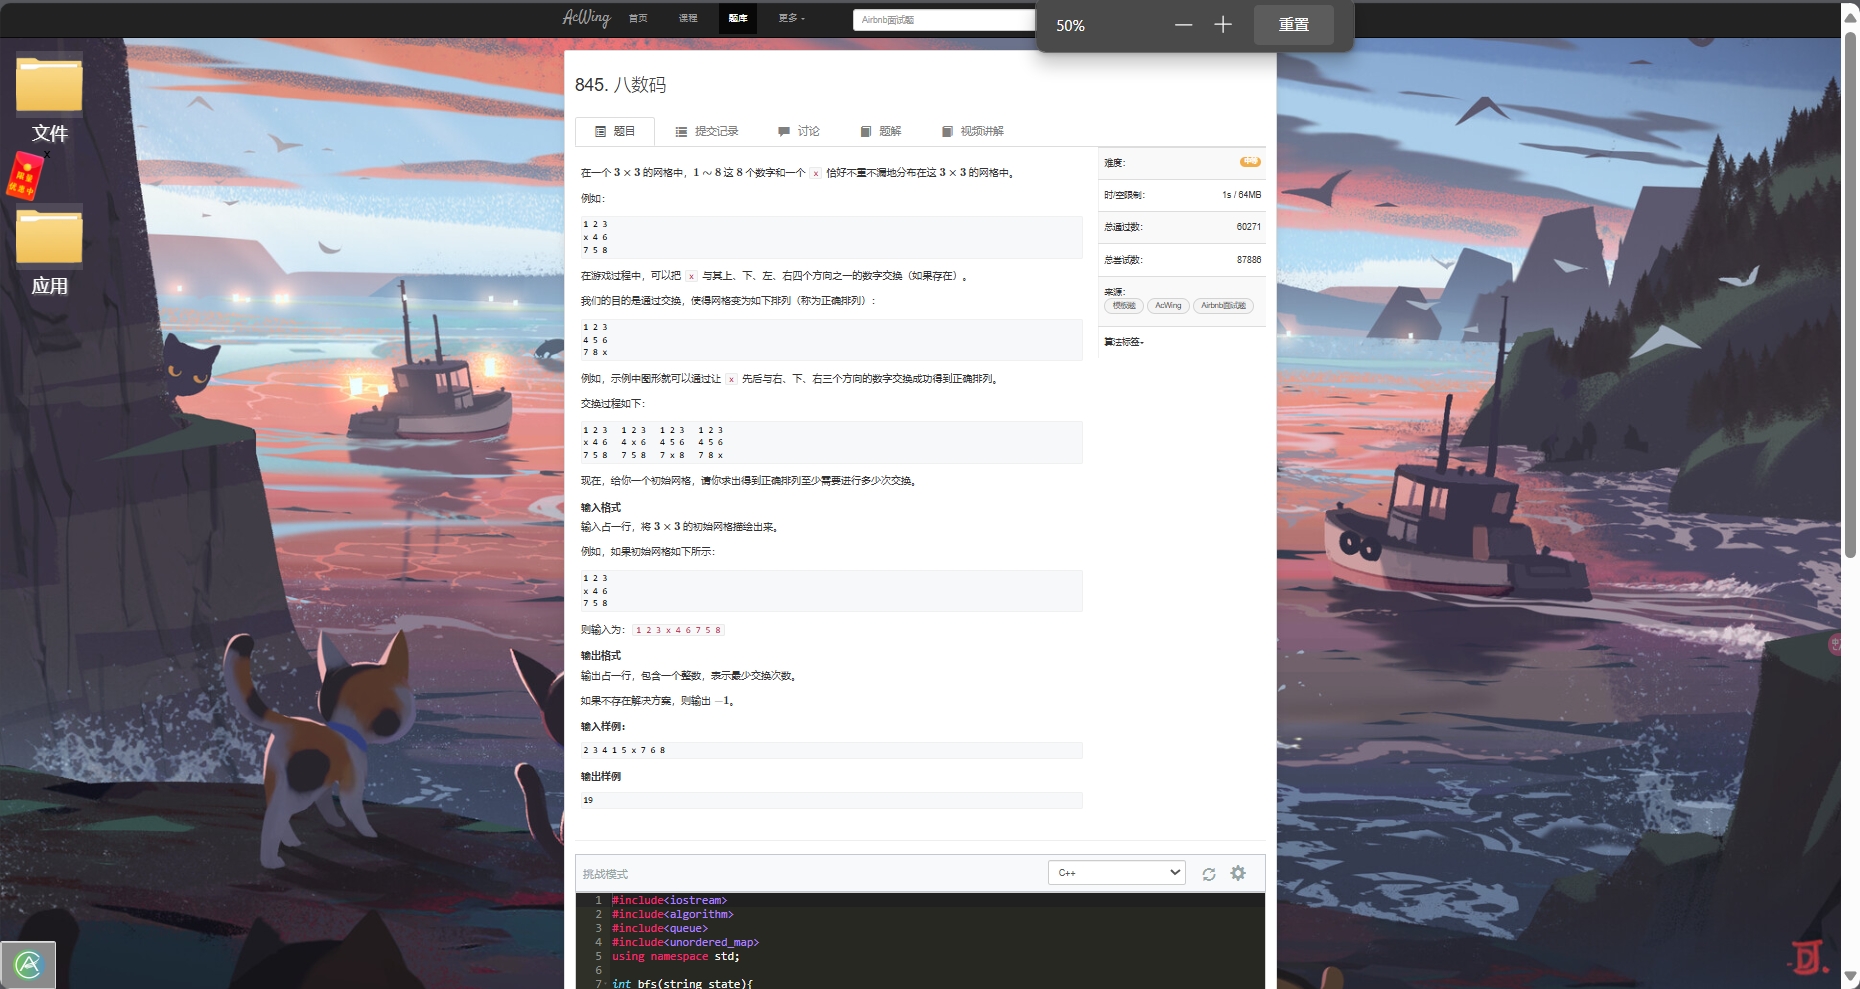 AcWing 首页 课程 题库 更多 Airbnb面试题
50% 重置
文件
应用
845. 八数码
题目 提交记录 讨论 题解 视频讲解
在一个 3 × 3 的网格中，1 ∼ 8 这 8 个数字和一个 x 恰好不重不漏地分布在这 3 × 3 的网格中。
例如：
1 2 3
x 4 6
7 5 8
在游戏过程中，可以把 x 与其上、下、左、右四个方向之一的数字交换（如果存在）。
我们的目的是通过交换，使得网格变为如下排列（称为正确排列）：
1 2 3
4 5 6
7 8 x
例如，示例中图形就可以通过让 x 先后与右、下、右三个方向的数字交换成功得到正确排列。
交换过程如下：
1 2 3   1 2 3   1 2 3   1 2 3
x 4 6   4 x 6   4 5 6   4 5 6
7 5 8   7 5 8   7 x 8   7 8 x
现在，给你一个初始网格，请你求出得到正确排列至少需要进行多少次交换。
输入格式
输入占一行，将 3 × 3 的初始网格描绘出来。
例如，如果初始网格如下所示：
1 2 3
x 4 6
7 5 8
则输入为： 1 2 3 x 4 6 7 5 8
输出格式
输出占一行，包含一个整数，表示最少交换次数。
如果不存在解决方案，则输出 −1。
输入样例：
2 3 4 1 5 x 7 6 8
输出样例
19
难度： 中等
时/空限制： 1s / 64MB
总通过数： 60271
总尝试数： 87886
来源：
模板题 AcWing Airbnb面试题
算法标签
挑战模式 C++
1 #include<iostream>
2 #include<algorithm>
3 #include<queue>
4 #include<unordered_map>
5 using namespace std;
6
7 int bfs(string state){